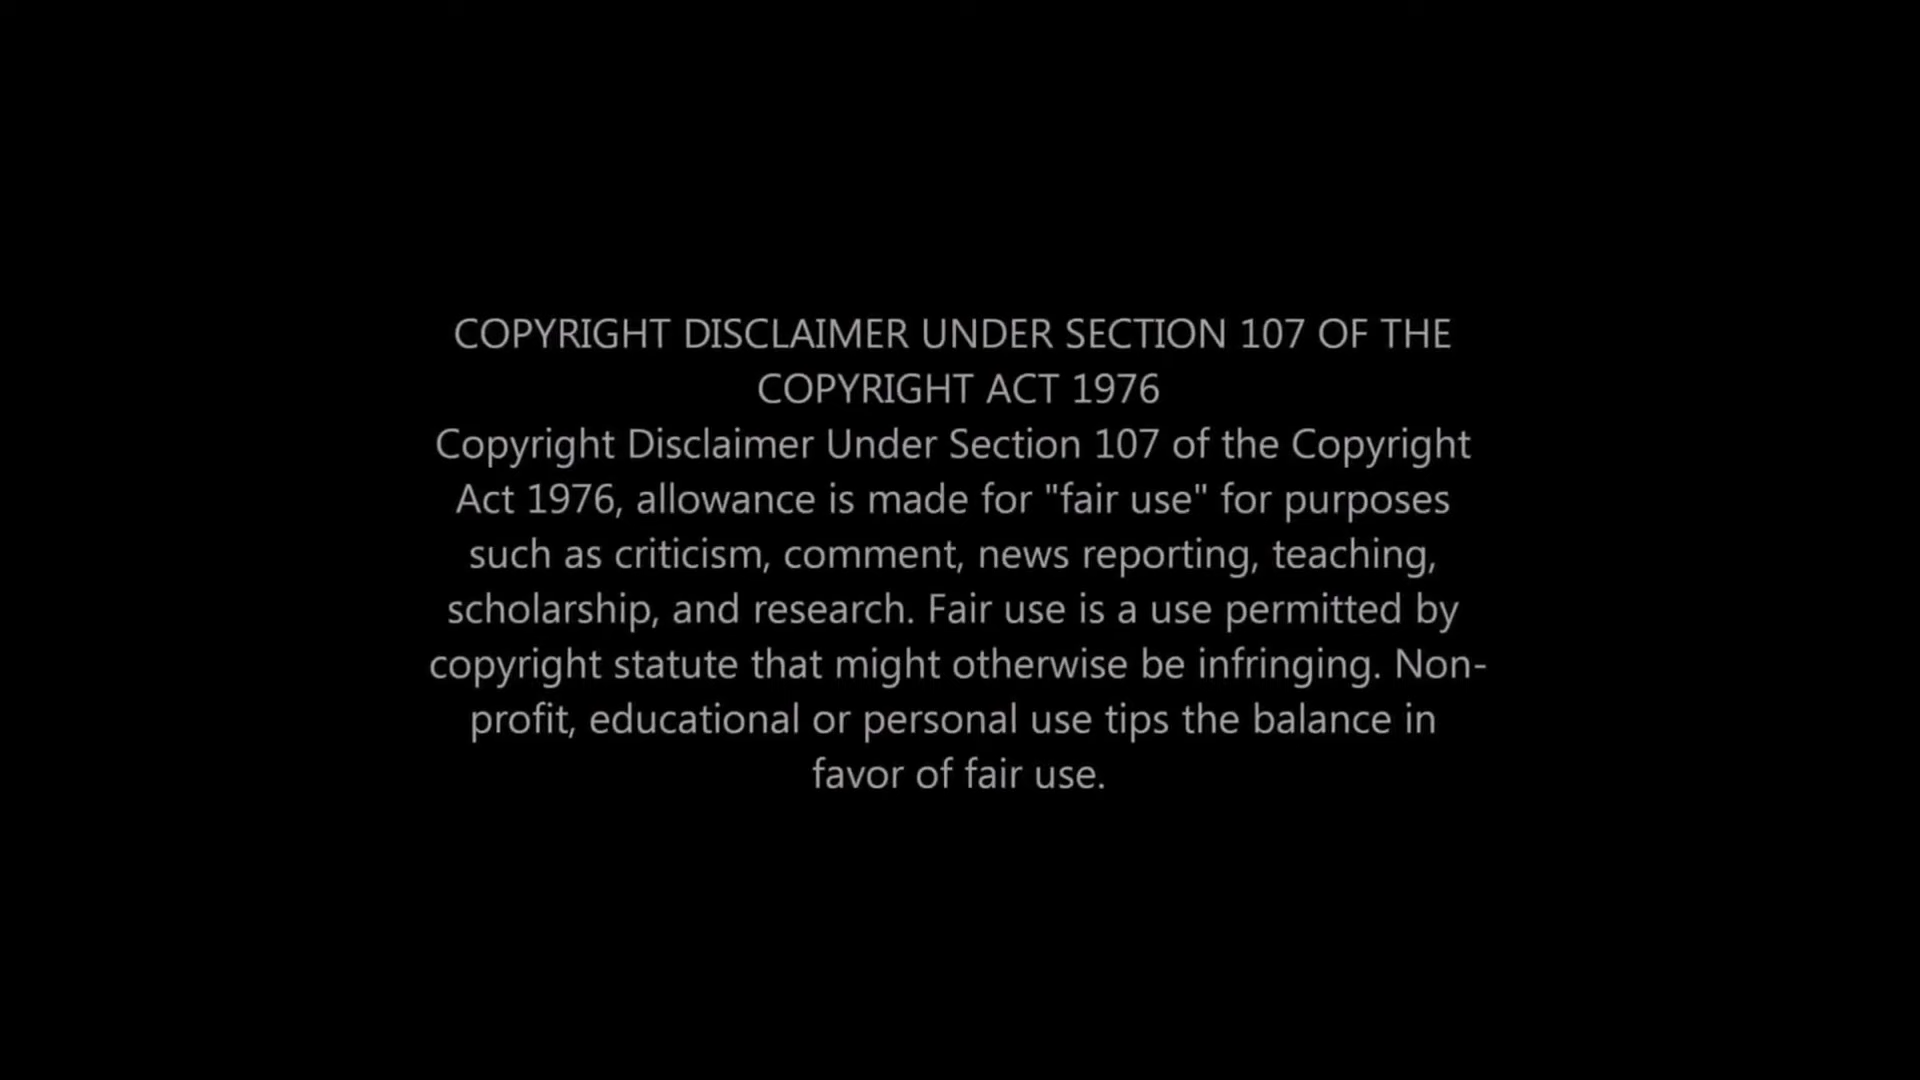 COPYRIGHT DISCLAIMER UNDER SECTION 107 OF THE
COPYRIGHT ACT 1976
Copyright Disclaimer Under Section 107 of the Copyright
Act 1976, allowance is made for "fair use" for purposes
such as criticism, comment, news reporting, teaching,
scholarship, and research. Fair use is a use permitted by
copyright statute that might otherwise be infringing. Non-
profit, educational or personal use tips the balance in
favor of fair use.